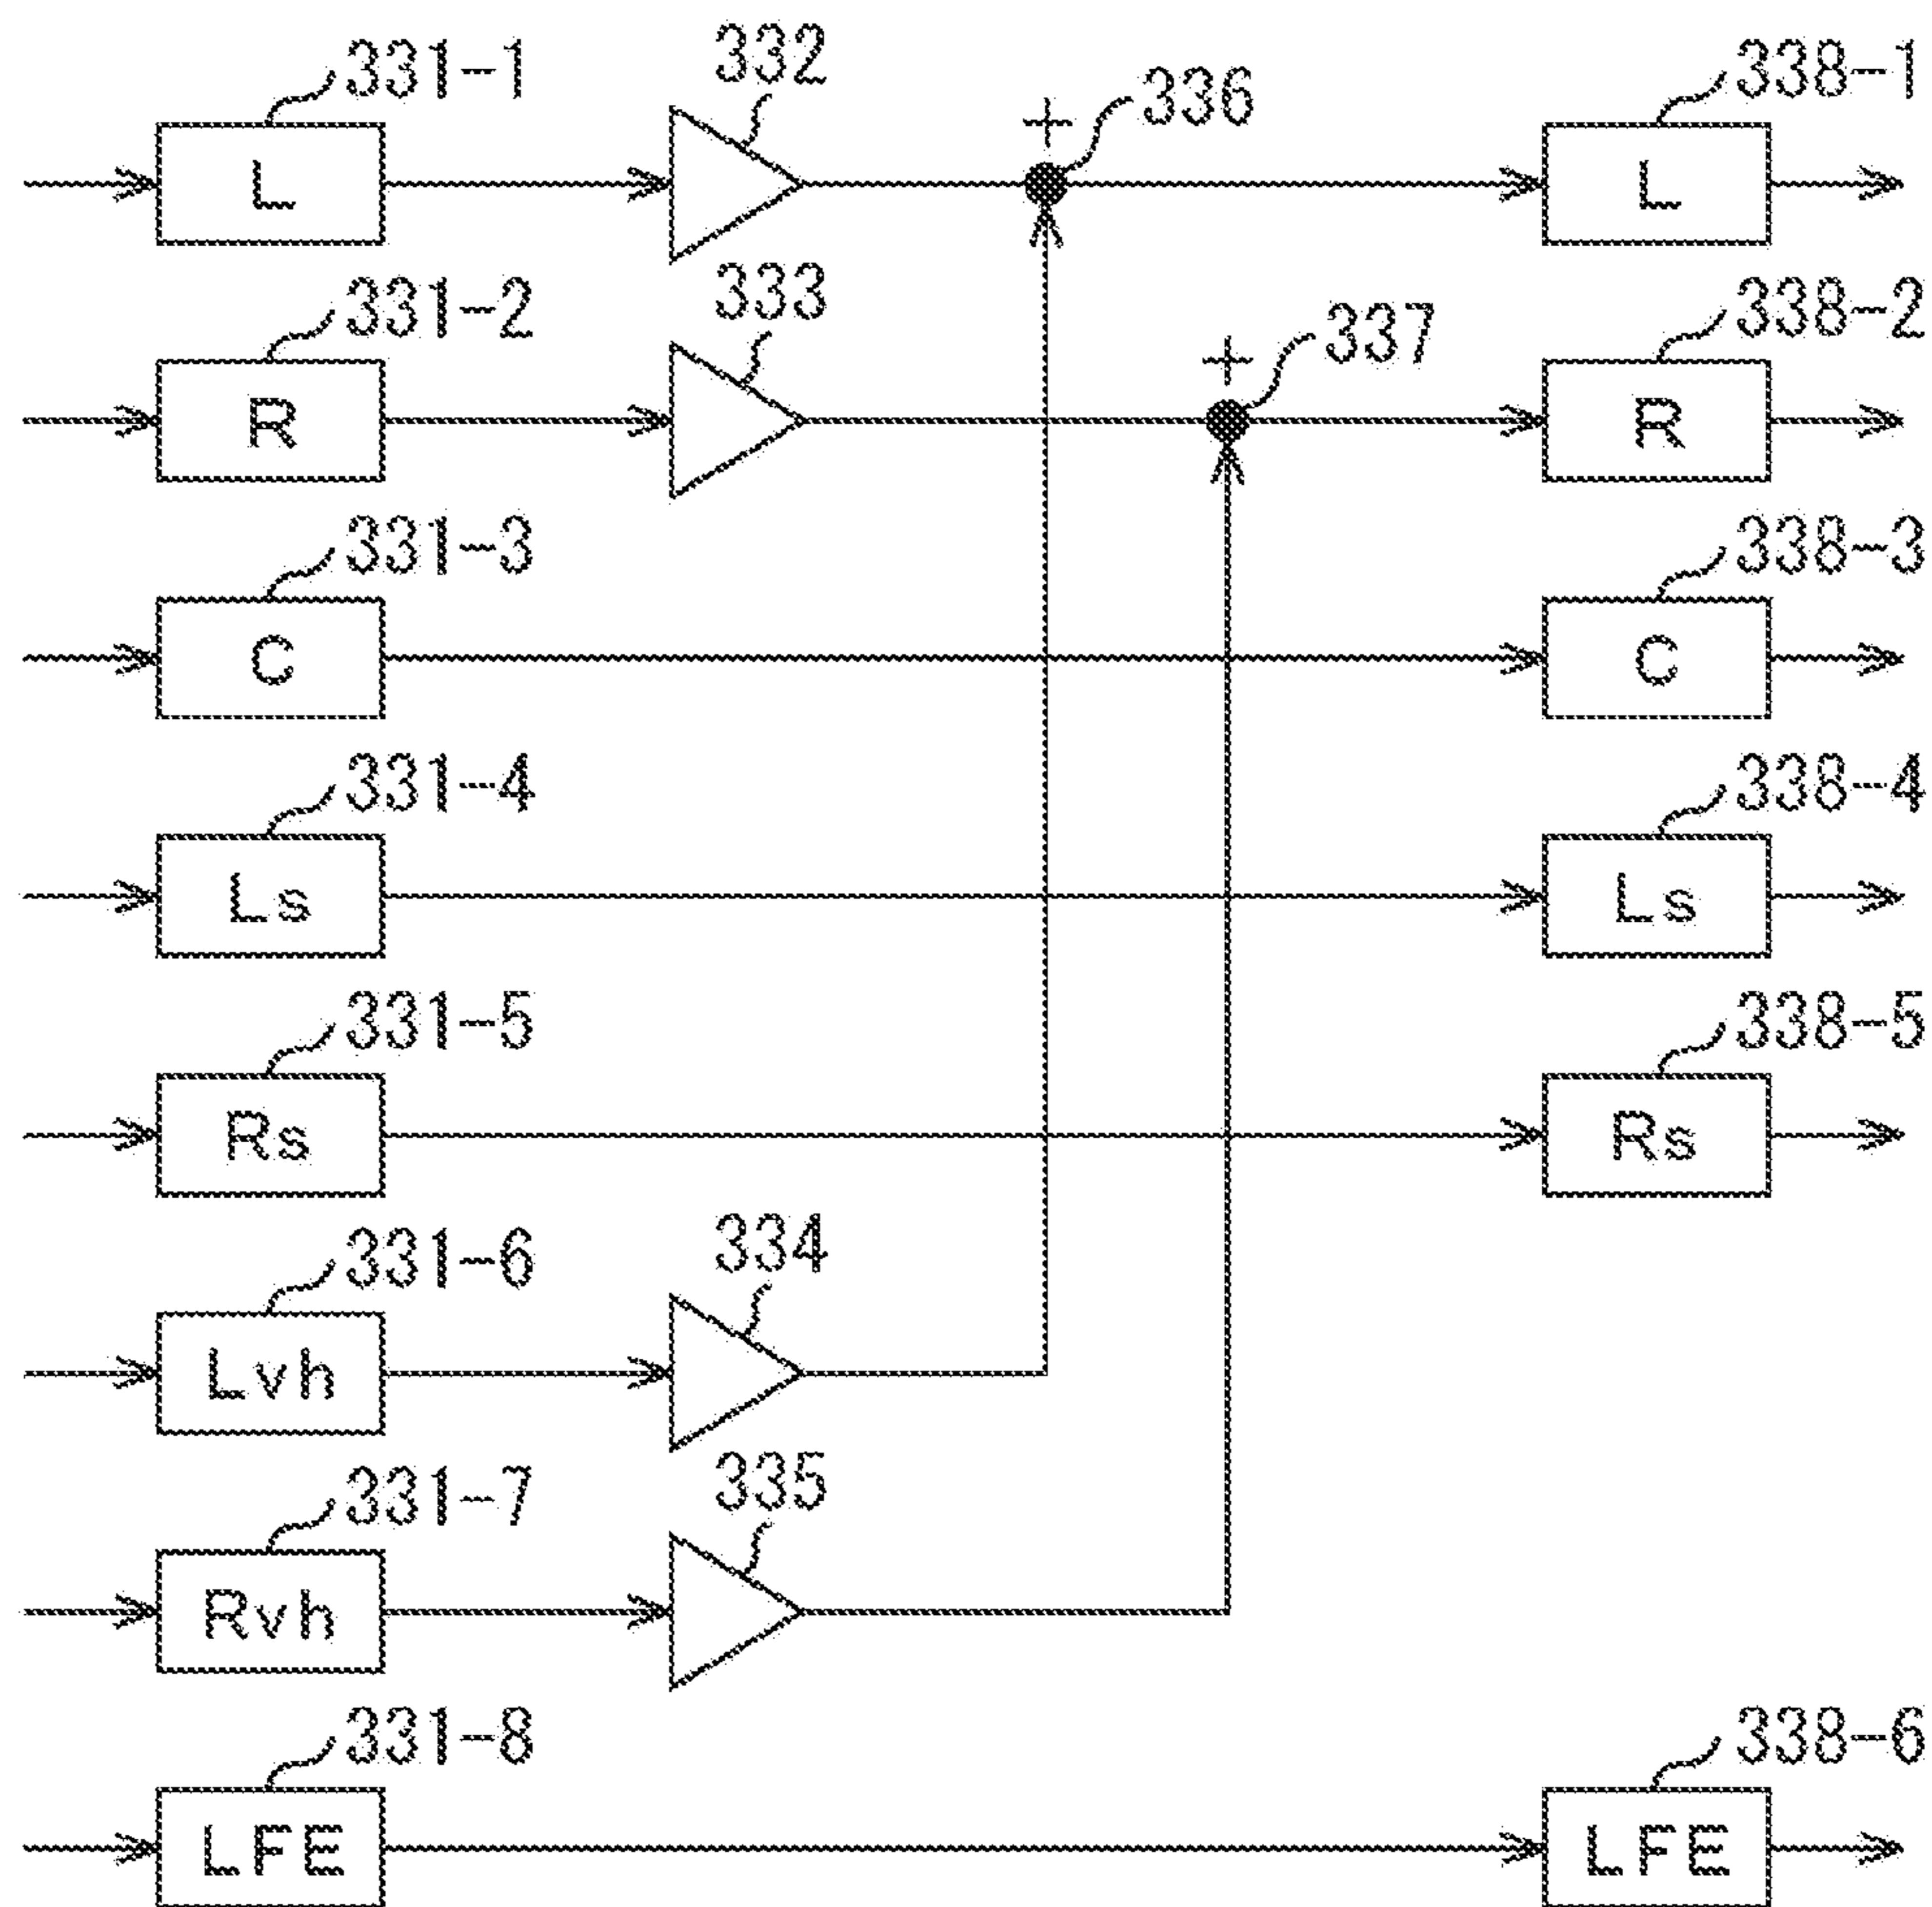 331-1 332 336 338-1
+
L L
331-2 333 337 338-2
+
R R
331-3 338-3
C C
331-4 338-4
Ls Ls
331-5 338-5
Rs Rs
331-6 334
Lvh
331-7 335
Rvh
331-8 338-6
LFE LFE